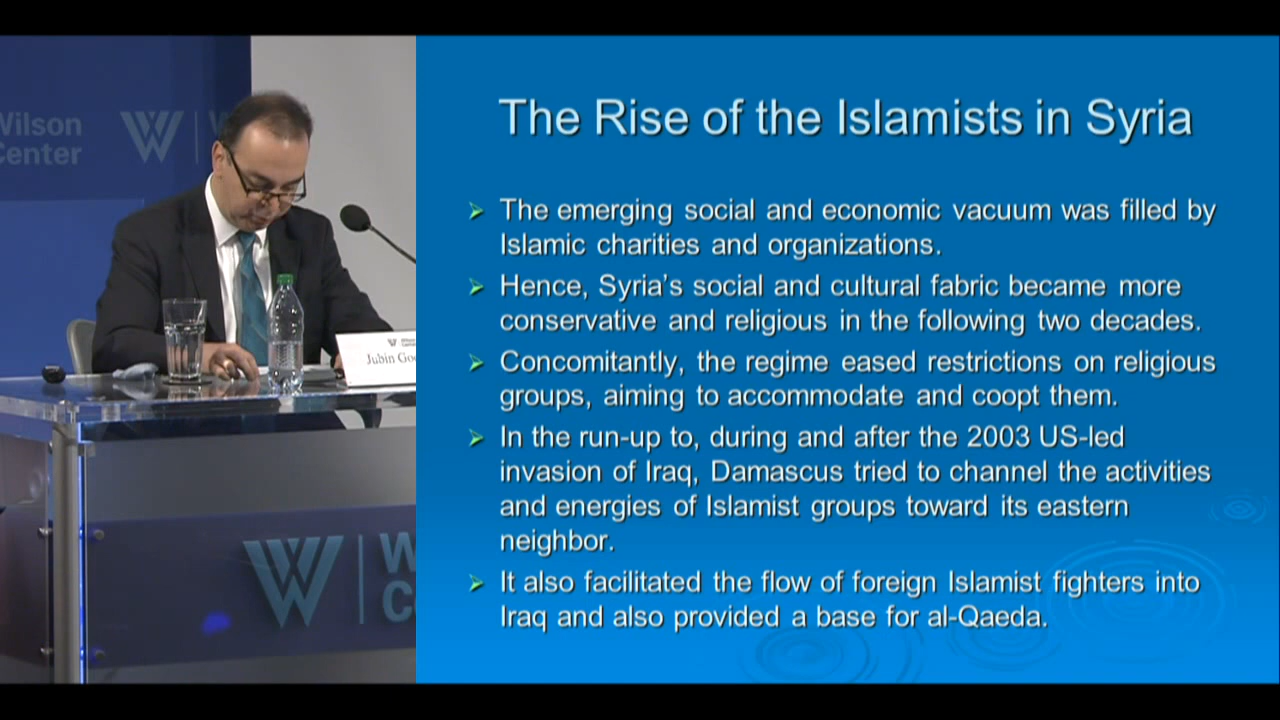 Wilson
Center
The Rise of the Islamists in Syria
The emerging social and economic vacuum was filled by
Islamic charities and organizations.
Hence, Syria's social and cultural fabric became more
conservative and religious in the following two decades.
Concomitantly, the regime eased restrictions on religious
groups, aiming to accommodate and coopt them.
In the run-up to, during and after the 2003 US-led
invasion of Iraq, Damascus tried to channel the activities
and energies of Islamist groups toward its eastern
neighbor.
It also facilitated the flow of foreign Islamist fighters into
Iraq and also provided a base for al-Qaeda.
Jubin